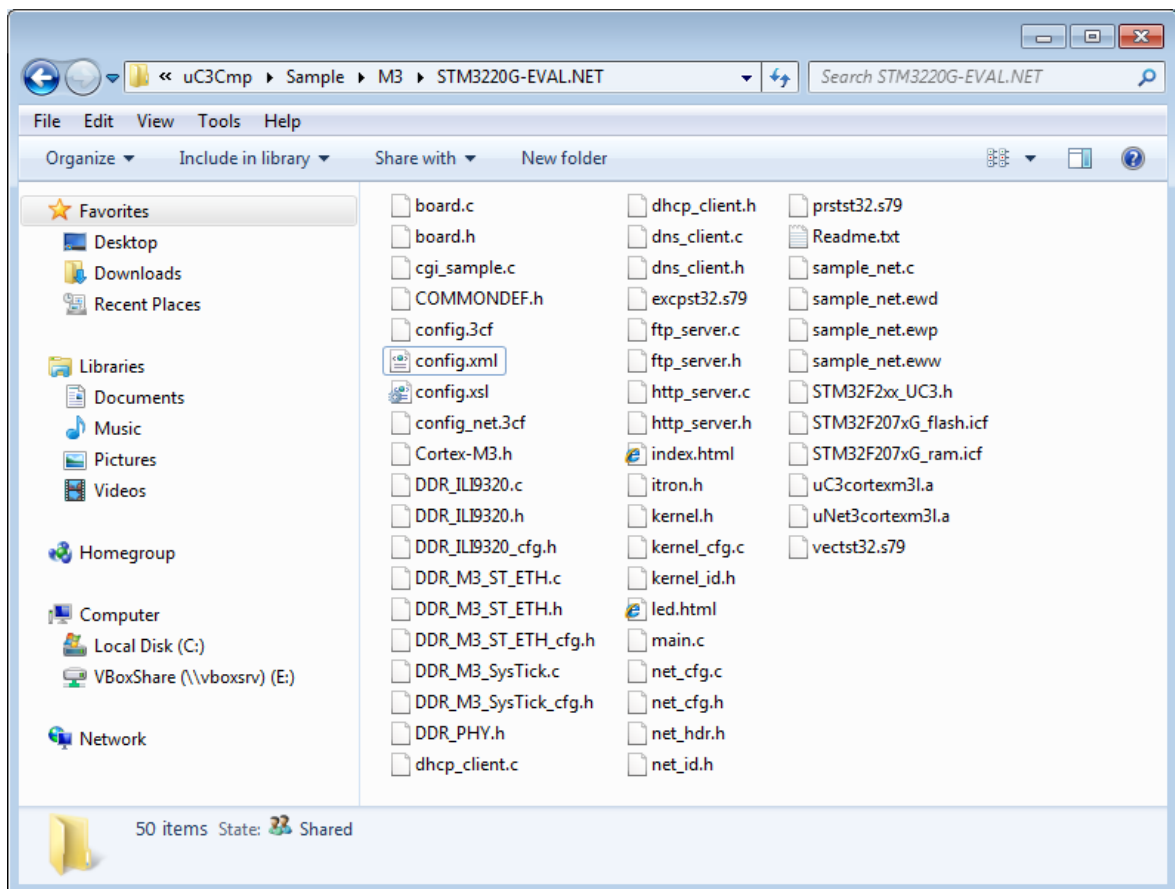 « uC3Cmp ▸ Sample ▸ M3 ▸ STM3220G-EVAL.NET
Search STM3220G-EVAL.NET
File Edit View Tools Help
Organize Include in library Share with New folder
Favorites
Desktop
Downloads
Recent Places
Libraries
Documents
Music
Pictures
Videos
Homegroup
Computer
Local Disk (C:)
VBoxShare (\\vboxsrv) (E:)
Network
board.c
board.h
cgi_sample.c
COMMONDEF.h
config.3cf
config.xml
config.xsl
config_net.3cf
Cortex-M3.h
DDR_ILI9320.c
DDR_ILI9320.h
DDR_ILI9320_cfg.h
DDR_M3_ST_ETH.c
DDR_M3_ST_ETH.h
DDR_M3_ST_ETH_cfg.h
DDR_M3_SysTick.c
DDR_M3_SysTick_cfg.h
DDR_PHY.h
dhcp_client.c
dhcp_client.h
dns_client.c
dns_client.h
excpst32.s79
ftp_server.c
ftp_server.h
http_server.c
http_server.h
index.html
itron.h
kernel.h
kernel_cfg.c
kernel_id.h
led.html
main.c
net_cfg.c
net_cfg.h
net_hdr.h
net_id.h
prstst32.s79
Readme.txt
sample_net.c
sample_net.ewd
sample_net.ewp
sample_net.eww
STM32F2xx_UC3.h
STM32F207xG_flash.icf
STM32F207xG_ram.icf
uC3cortexm3l.a
uNet3cortexm3l.a
vectst32.s79
50 items State: Shared